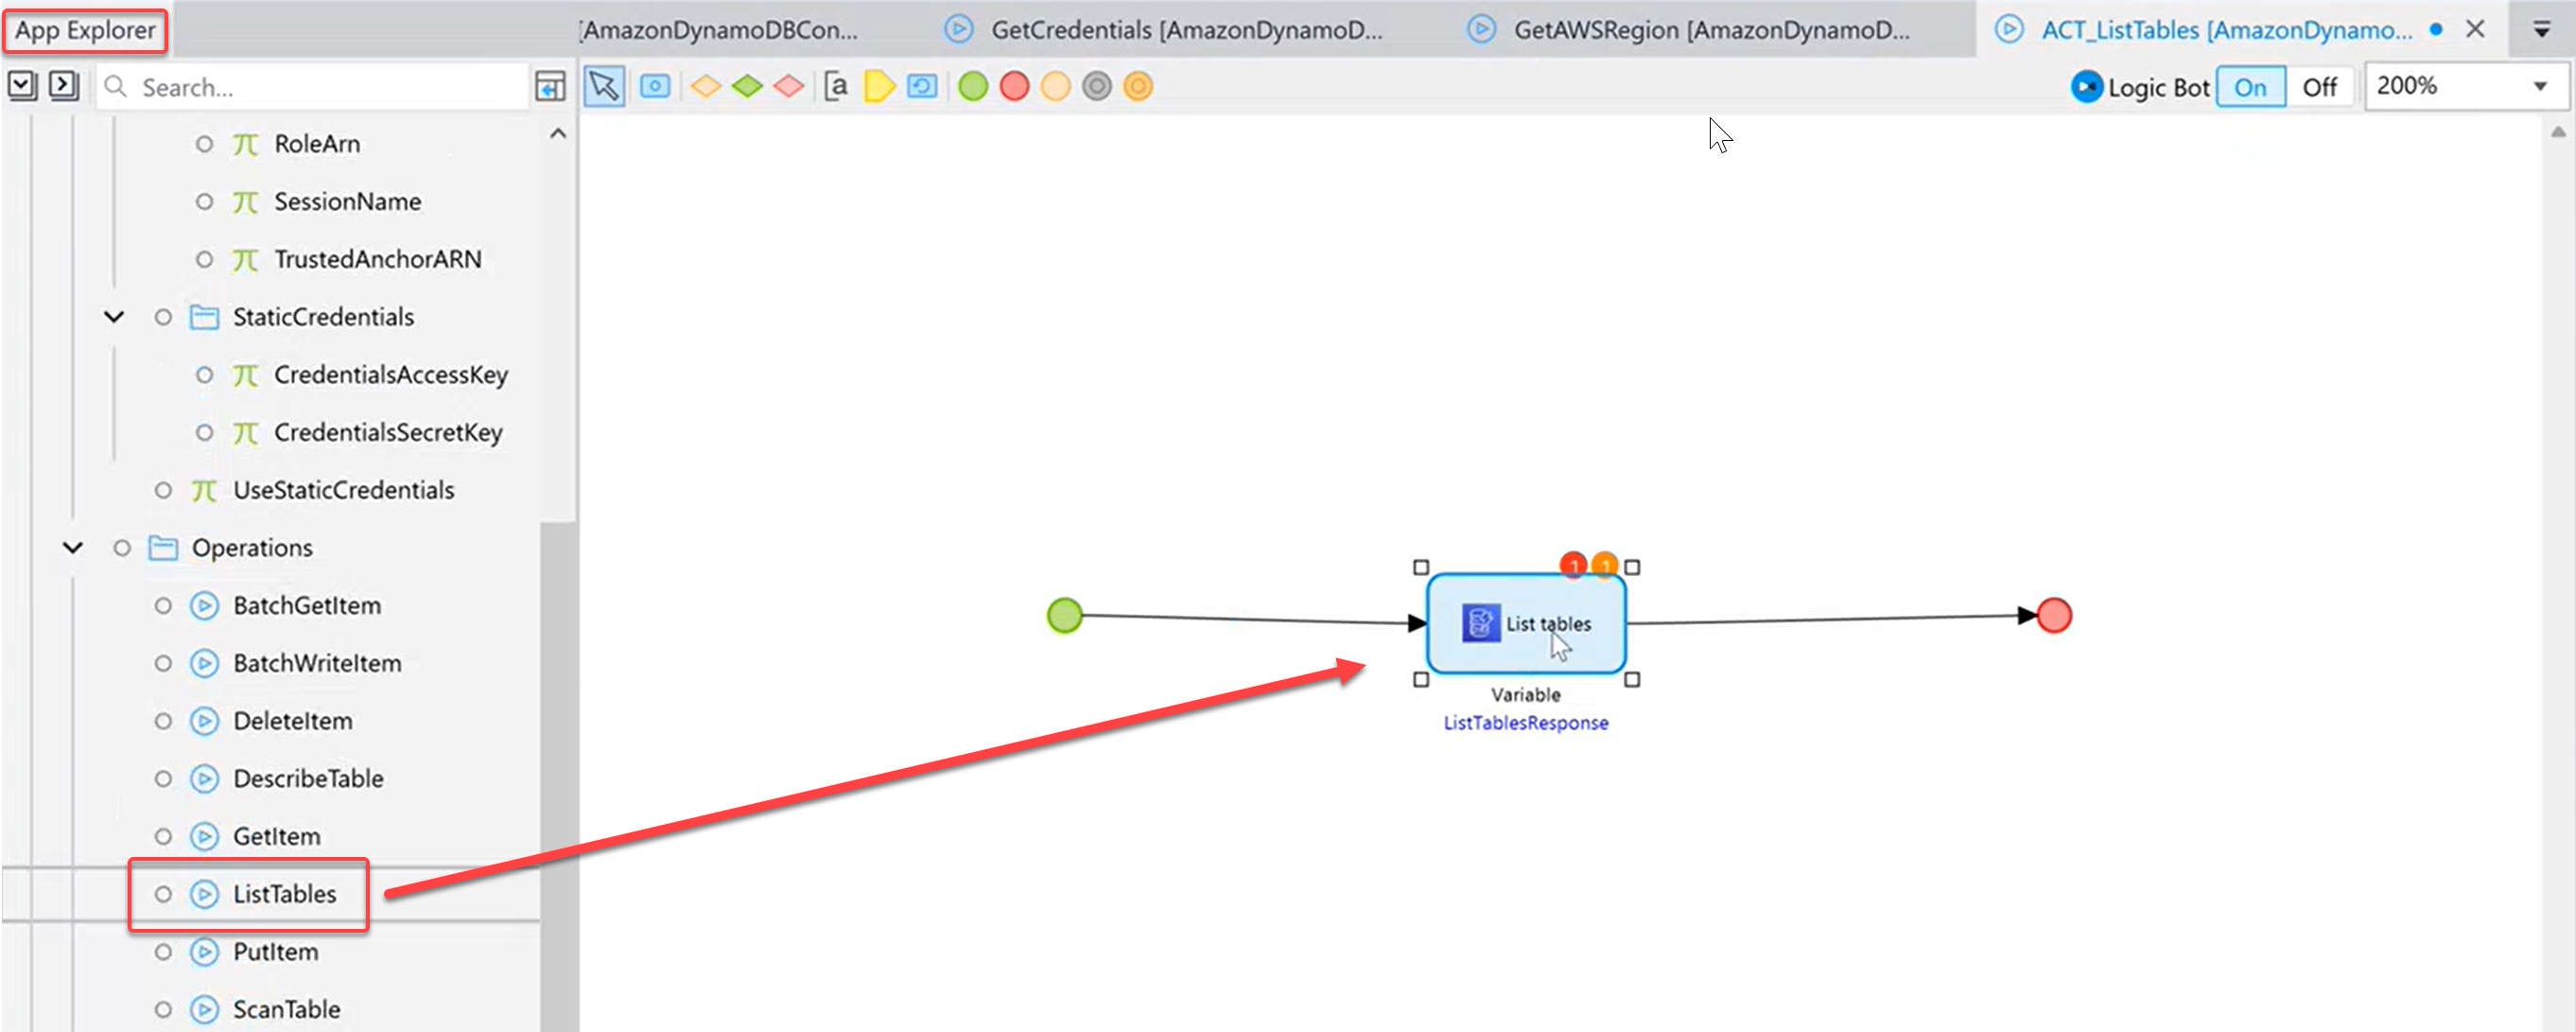 App Explorer
[AmazonDynamoDBCon...
GetCredentials [AmazonDynamoD...
GetAWSRegion [AmazonDynamoD...
ACT_ListTables [AmazonDynamo...
Search...
[a
Logic Bot
On
Off
200%
RoleArn
SessionName
TrustedAnchorARN
StaticCredentials
CredentialsAccessKey
CredentialsSecretKey
UseStaticCredentials
Operations
BatchGetItem
BatchWriteItem
DeleteItem
DescribeTable
GetItem
ListTables
PutItem
ScanTable
1
1
List tables
Variable
ListTablesResponse